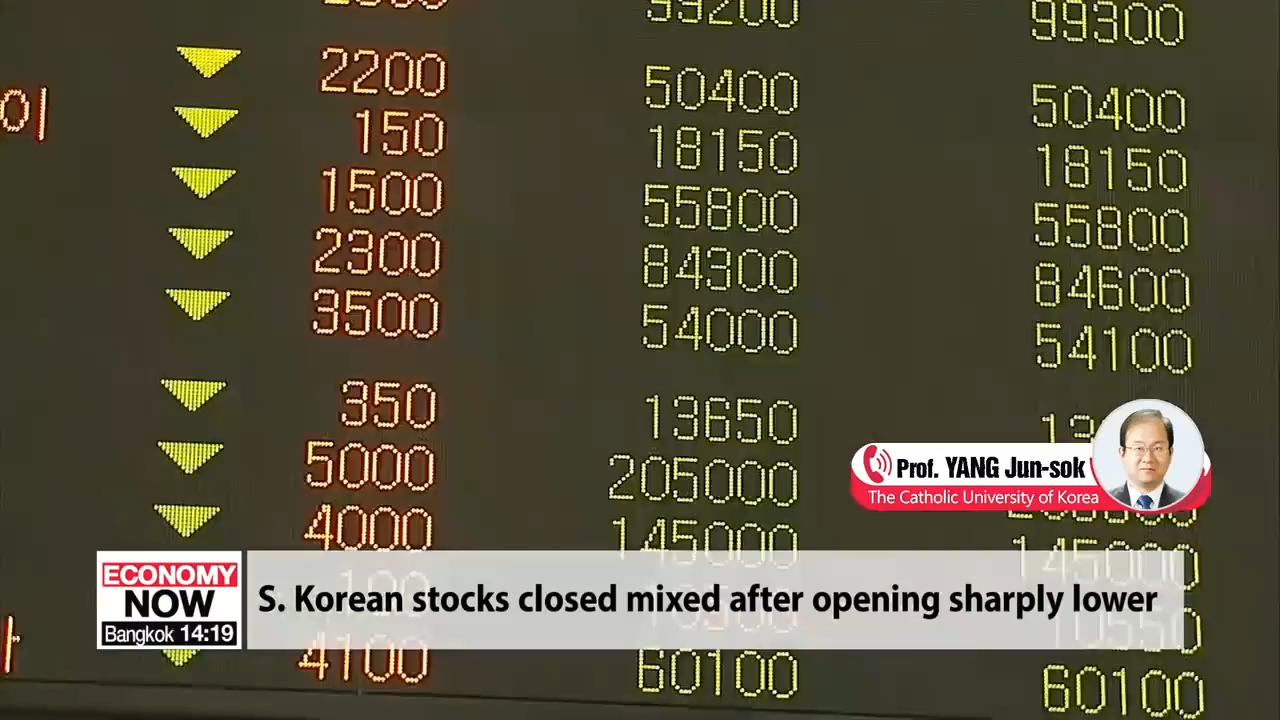 99200 99300
2200 50400 50400
150 18150 18150
1500 55800 55800
2300 84300 84600
3500 54000 54100
350 13650
5000 205000
4000 145000 145000
4100 60100 60100
Prof. YANG Jun-sok
The Catholic University of Korea
ECONOMY
NOW
Bangkok 14:19
S. Korean stocks closed mixed after opening sharply lower